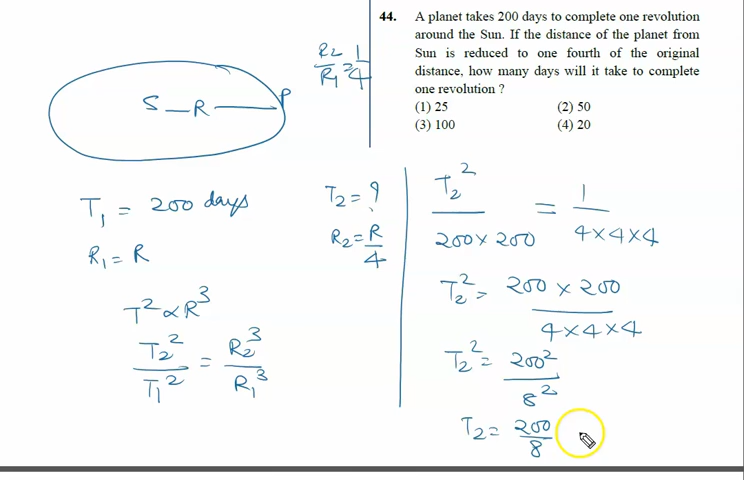 44. A planet takes 200 days to complete one revolution
around the Sun. If the distance of the planet from
Sun is reduced to one fourth of the original
distance, how many days will it take to complete
one revolution ?
(1) 25 (2) 50
(3) 100 (4) 20
R₂/R₁ = 1/4
S — R — P
T₁ = 200 days
R₁ = R
T₂ = ?
R₂ = R/4
T² ∝ R³
T₂²/T₁² = R₂³/R₁³
T₂²/200 × 200 = 1/4 × 4 × 4
T₂² = 200 × 200/4 × 4 × 4
T₂² = 200²/8²
T₂ = 200/8